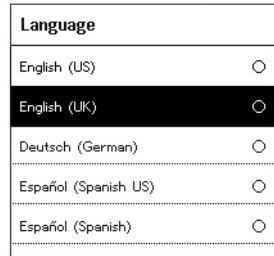 Language
English (US)
English (UK)
Deutsch (German)
Español (Spanish US)
Español (Spanish)